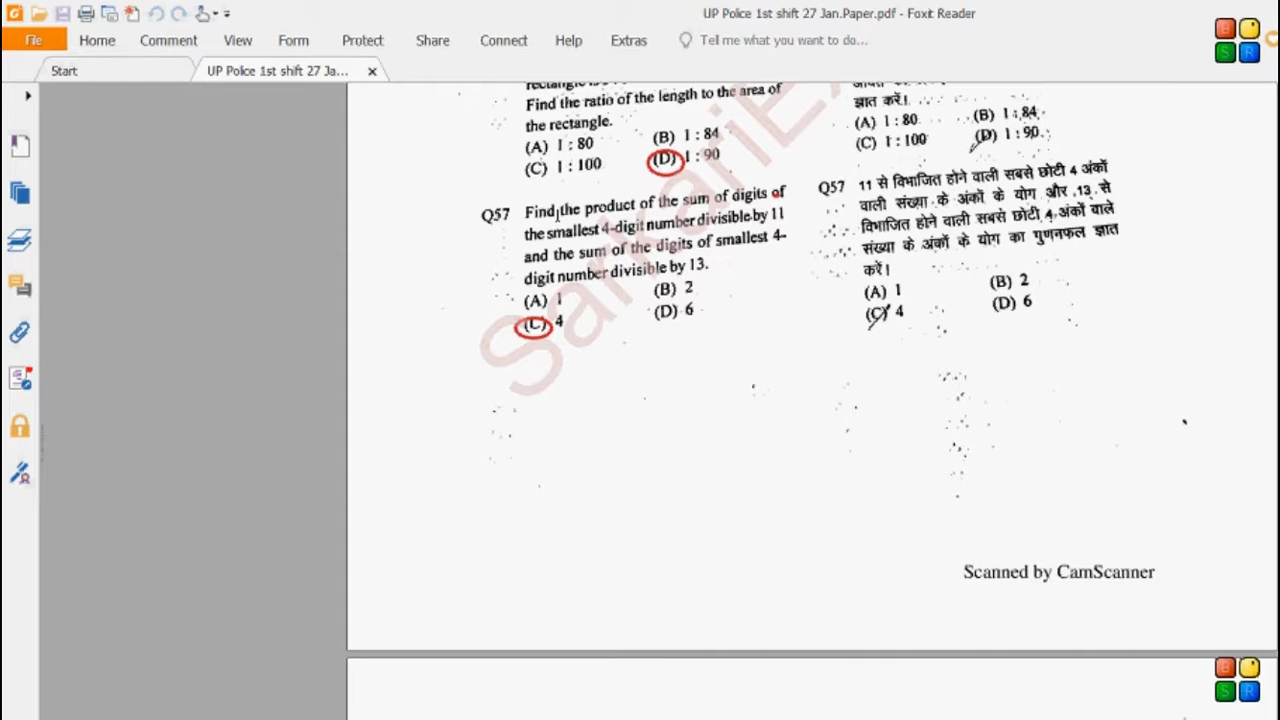 UP Police 1st shift 27 Jan.Paper.pdf - Foxit Reader
File Home Comment View Form Protect Share Connect Help Extras Tell me what you want to do...
Start UP Police 1st shift 27 Ja...
B
S R
Find the ratio of the length to the area of
the rectangle.
(A) 1 : 80 (B) 1 : 84
(C) 1 : 100 (D) 1 : 90
Q57 Find the product of the sum of digits of
the smallest 4-digit number divisible by 11
and the sum of the digits of smallest 4-
digit number divisible by 13.
(A) 1 (B) 2
(C) 4 (D) 6
ज्ञात करें।
(A) 1 : 80 (B) 1 : 84
(C) 1 : 100 (D) 1 : 90
Q57 11 से विभाजित होने वाली सबसे छोटी 4 अंकों
वाली संख्या के अंकों के योग और 13 से
विभाजित होने वाली सबसे छोटी 4 अंकों वाले
संख्या के अंकों के योग का गुणनफल ज्ञात
करें।
(A) 1 (B) 2
(C) 4 (D) 6
Scanned by CamScanner
B
S R